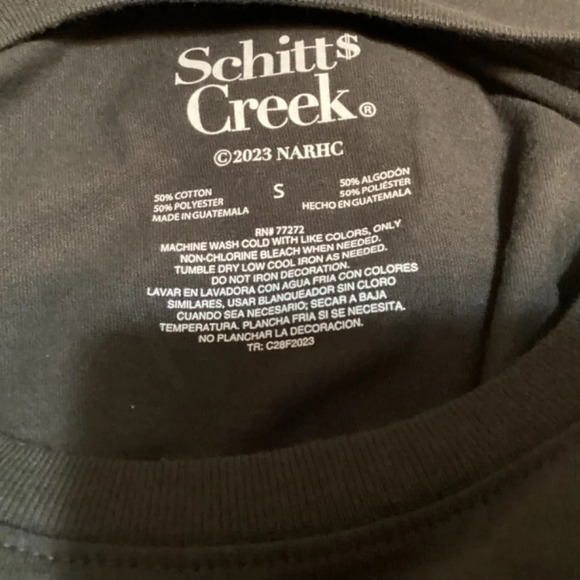 Schitt$
Creek®
©2023 NARHC
50% COTTON
50% POLYESTER
MADE IN GUATEMALA
S
50% ALGODÓN
50% POLIÉSTER
HECHO EN GUATEMALA
RN# 77272
MACHINE WASH COLD WITH LIKE COLORS, ONLY
NON-CHLORINE BLEACH WHEN NEEDED.
TUMBLE DRY LOW COOL IRON AS NEEDED.
DO NOT IRON DECORATION.
LAVAR EN LAVADORA CON AGUA FRIA CON COLORES
SIMILARES, USAR BLANQUEADOR SIN CLORO
CUANDO SEA NECESARIO; SECAR A BAJA
TEMPERATURA. PLANCHA FRIA SI SE NECESITA.
NO PLANCHAR LA DECORACION.
TR: C28F2023